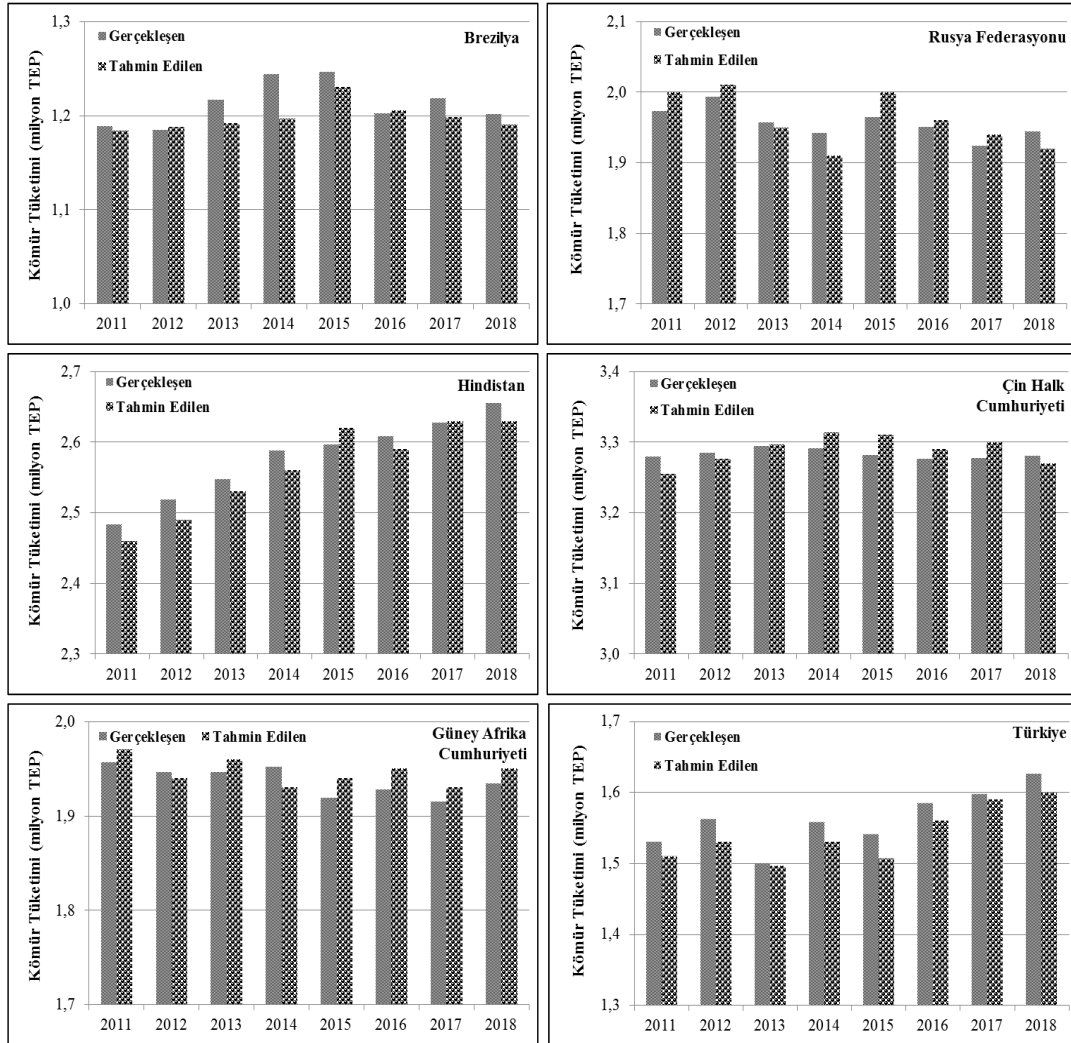 Kömür Tüketimi (milyon TEP)
1,3
1,2
1,1
1,0
Gerçekleşen
Tahmin Edilen
Brezilya
2011 2012 2013 2014 2015 2016 2017 2018
Kömür Tüketimi (milyon TEP)
2,1
2,0
1,9
1,8
1,7
Gerçekleşen
Tahmin Edilen
Rusya Federasyonu
2011 2012 2013 2014 2015 2016 2017 2018
Kömür Tüketimi (milyon TEP)
2,7
2,6
2,5
2,4
2,3
Gerçekleşen
Tahmin Edilen
Hindistan
2011 2012 2013 2014 2015 2016 2017 2018
Kömür Tüketimi (milyon TEP)
3,4
3,3
3,2
3,1
3,0
Gerçekleşen
Tahmin Edilen
Çin Halk
Cumhuriyeti
2011 2012 2013 2014 2015 2016 2017 2018
Kömür Tüketimi (milyon TEP)
2,0
1,9
1,8
1,7
Gerçekleşen Tahmin Edilen
Güney Afrika
Cumhuriyeti
2011 2012 2013 2014 2015 2016 2017 2018
Kömür Tüketimi (milyon TEP)
1,7
1,6
1,5
1,4
1,3
Gerçekleşen
Tahmin Edilen
Türkiye
2011 2012 2013 2014 2015 2016 2017 2018